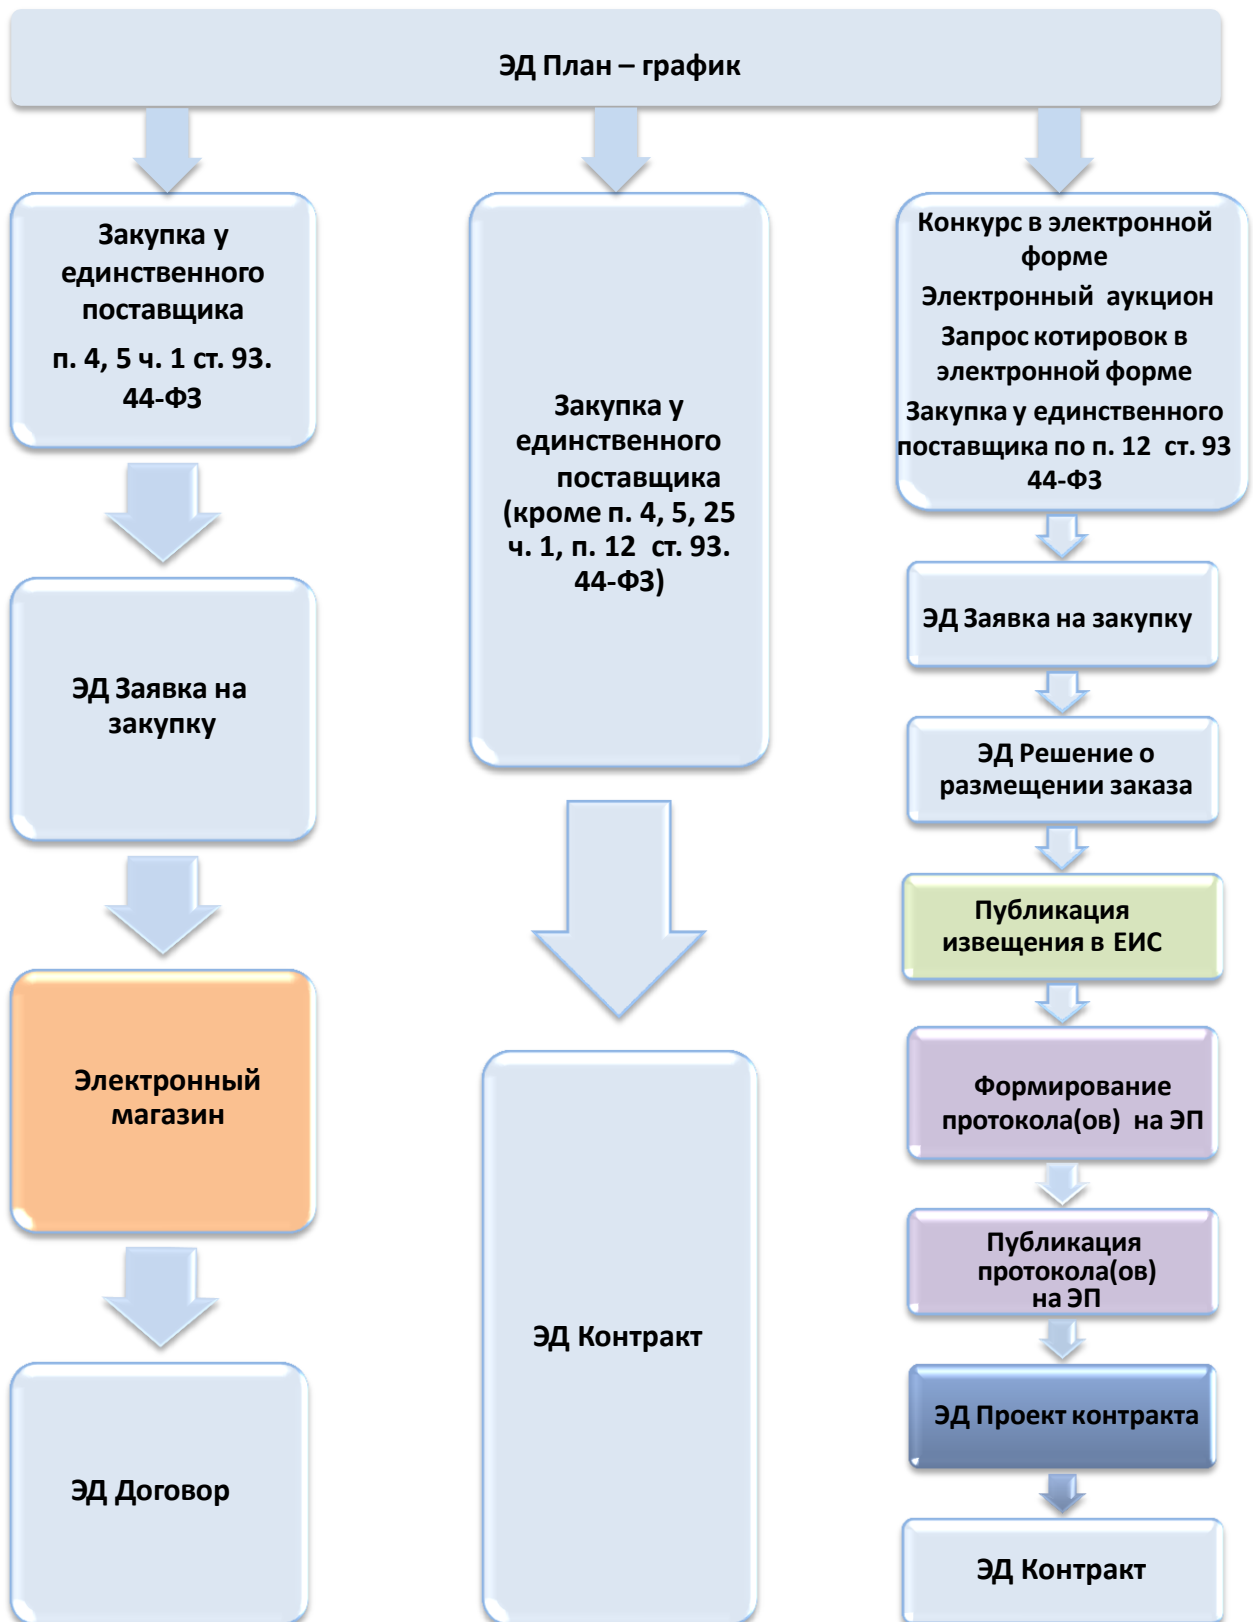 ЭД План – график
Закупка у
единственного
поставщика
п. 4, 5 ч. 1 ст. 93.
44-ФЗ
ЭД Заявка на
закупку
Электронный
магазин
ЭД Договор
Закупка у
единственного
поставщика
(кроме п. 4, 5, 25
ч. 1, п. 12 ст. 93.
44-ФЗ)
ЭД Контракт
Конкурс в электронной
форме
Электронный аукцион
Запрос котировок в
электронной форме
Закупка у единственного
поставщика по п. 12 ст. 93
44-ФЗ
ЭД Заявка на закупку
ЭД Решение о
размещении заказа
Публикация
извещения в ЕИС
Формирование
протокола(ов) на ЭП
Публикация
протокола(ов)
на ЭП
ЭД Проект контракта
ЭД Контракт